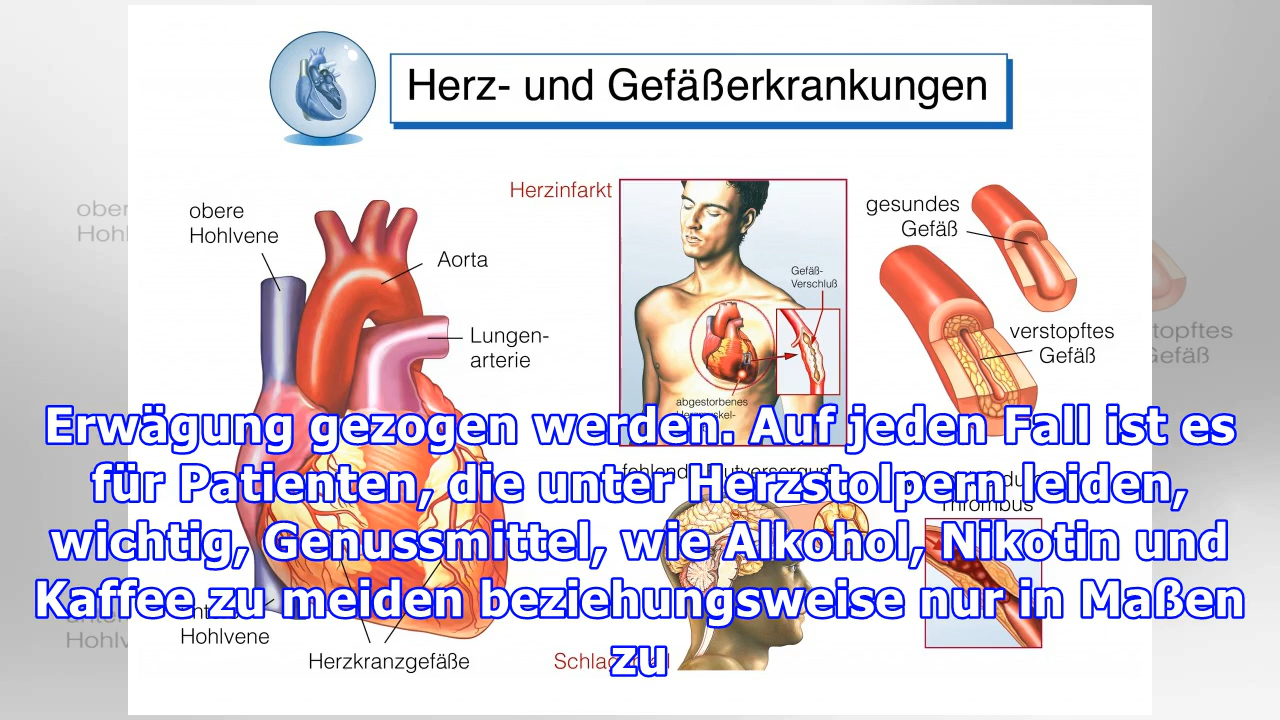 Herz- und Gefäßerkrankungen
Herzinfarkt
obere
Hohlvene
Aorta
Lungen-
arterie
Gefäß-
Verschluß
abgestorbenes
gesundes
Gefäß
verstopftes
Gefäß
Erwägung gezogen werden. Auf jeden Fall ist es
für Patienten, die unter Herzstolpern leiden,
wichtig, Genussmittel, wie Alkohol, Nikotin und
Kaffee zu meiden beziehungsweise nur in Maßen
zu
Thrombus
Hohlvene
Herzkranzgefäße